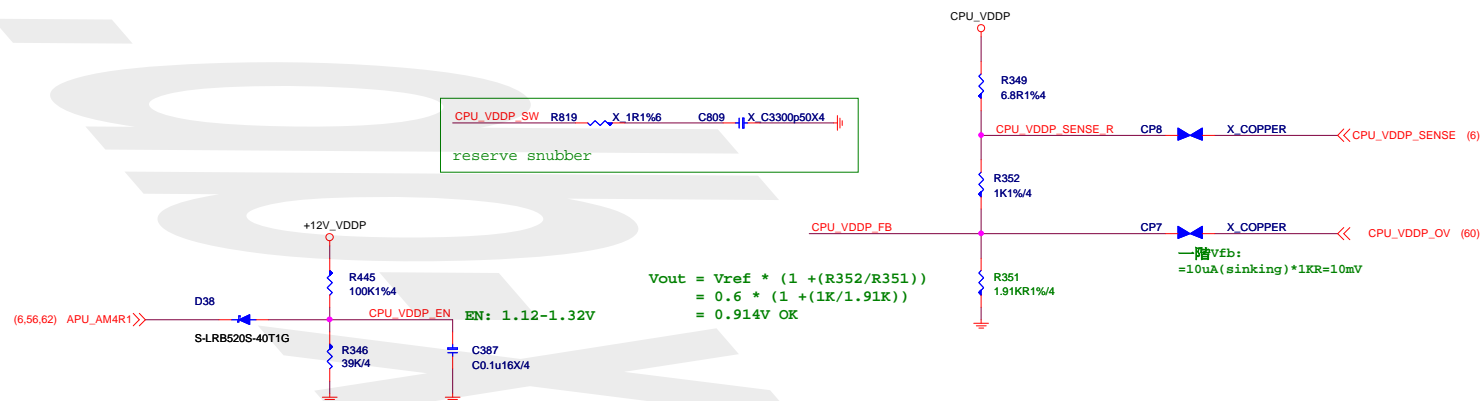 CPU_VDDP
R349
6.8R1%4
CPU_VDDP_SW R819 X_1R1%6 C809 X_C3300p50X4
reserve snubber
CPU_VDDP_SENSE_R CP8 X_COPPER CPU_VDDP_SENSE (6)
R352
1K1%/4
+12V_VDDP
CPU_VDDP_FB CP7 X_COPPER CPU_VDDP_OV (60)
一階Vfb:
=10uA(sinking)*1KR=10mV
R445
100K1%4
Vout = Vref * (1 +(R352/R351))
= 0.6 * (1 +(1K/1.91K))
= 0.914V OK
R351
1.91KR1%/4
D38
(6,56,62) APU_AM4R1 CPU_VDDP_EN EN: 1.12-1.32V
S-LRB520S-40T1G
R346
39K/4
C387
C0.1u16X/4